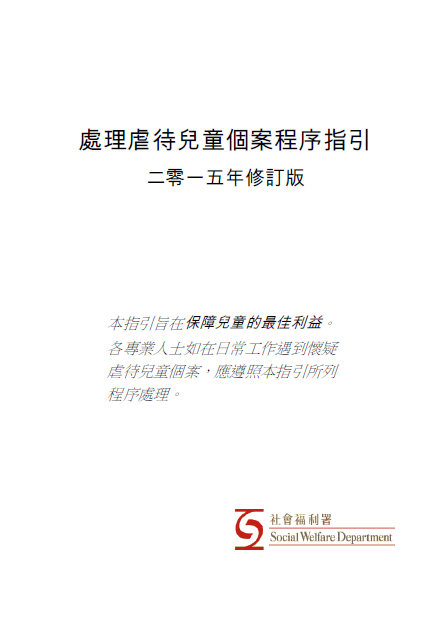 處理虐待兒童個案程序指引
二零一五年修訂版
本指引旨在保障兒童的最佳利益。
各專業人士如在日常工作遇到懷疑
虐待兒童個案，應遵照本指引所列
程序處理。
社會福利署
Social Welfare Department